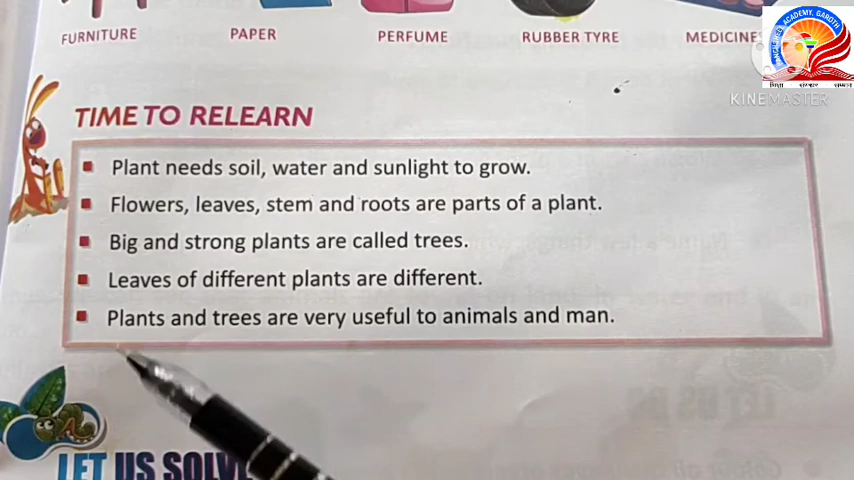 FURNITURE PAPER PERFUME RUBBER TYRE MEDICINES
KINEMASTER
TIME TO RELEARN
Plant needs soil, water and sunlight to grow.
Flowers, leaves, stem and roots are parts of a plant.
Big and strong plants are called trees.
Leaves of different plants are different.
Plants and trees are very useful to animals and man.
LET US SOLVE